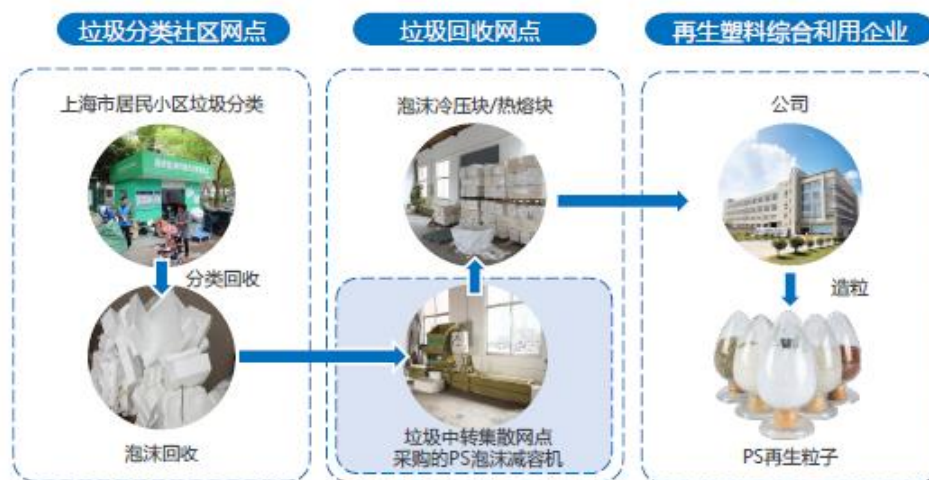 垃圾分类社区网点
垃圾回收网点
再生塑料综合利用企业
上海市居民小区垃圾分类
分类回收
泡沫回收
泡沫冷压块/热熔块
垃圾中转集散网点
采购的PS泡沫减容机
公司
造粒
PS再生粒子